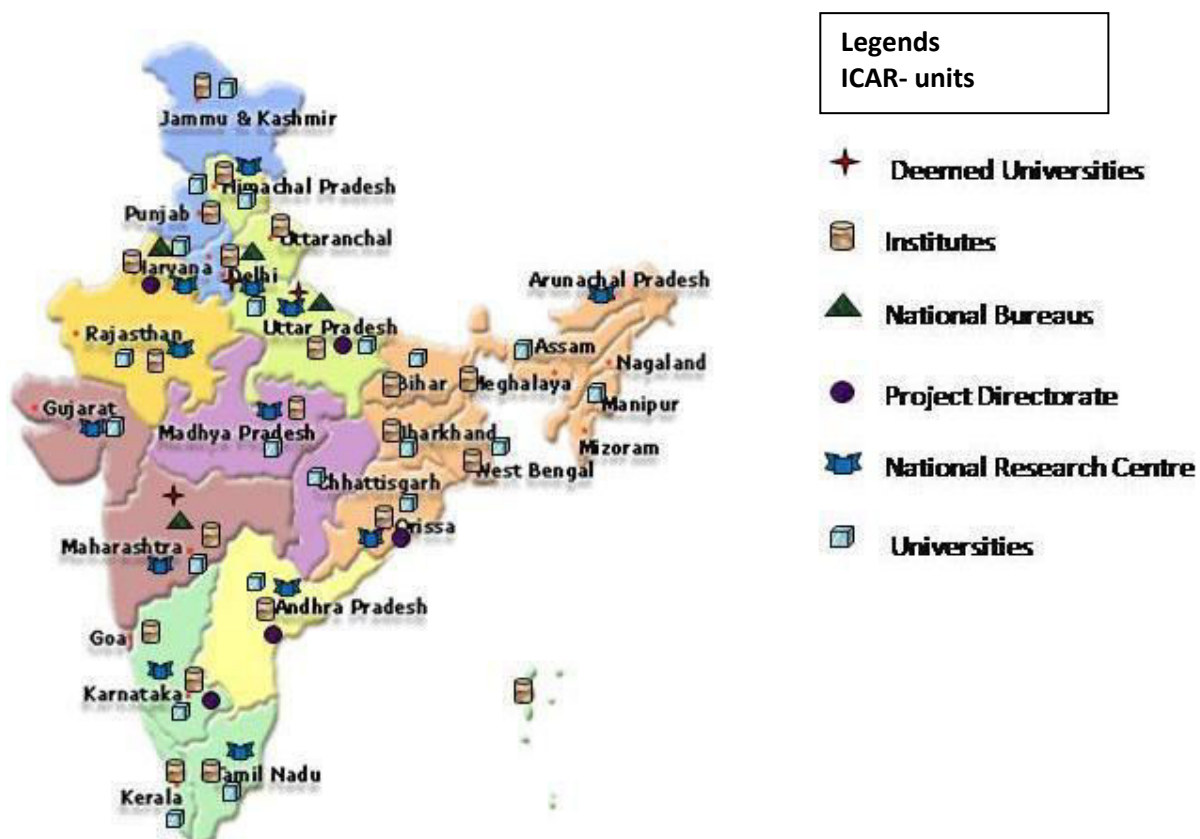 Legends
ICAR- units
Jammu & Kashmir
Himachal Pradesh
Punjab
Uttaranchal
Haryana
Delhi
Arunachal Pradesh
Uttar Pradesh
Rajasthan
Assam
Nagaland
Bihar
Meghalaya
Manipur
Gujarat
Madhya Pradesh
Jharkhand
Mizoram
West Bengal
Chhattisgarh
Orissa
Maharashtra
Andhra Pradesh
Goa
Karnataka
Tamil Nadu
Kerala
Deemed Universities
Institutes
National Bureaus
Project Directorate
National Research Centre
Universities